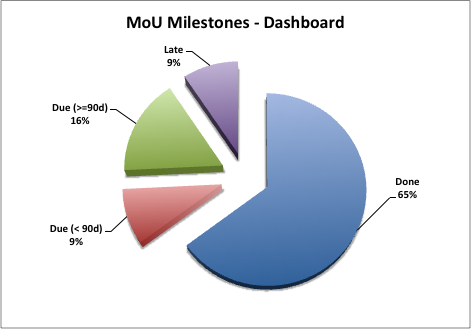 MoU Milestones - Dashboard
Late
9%
Due (>=90d)
16%
Done
65%
Due (< 90d)
9%